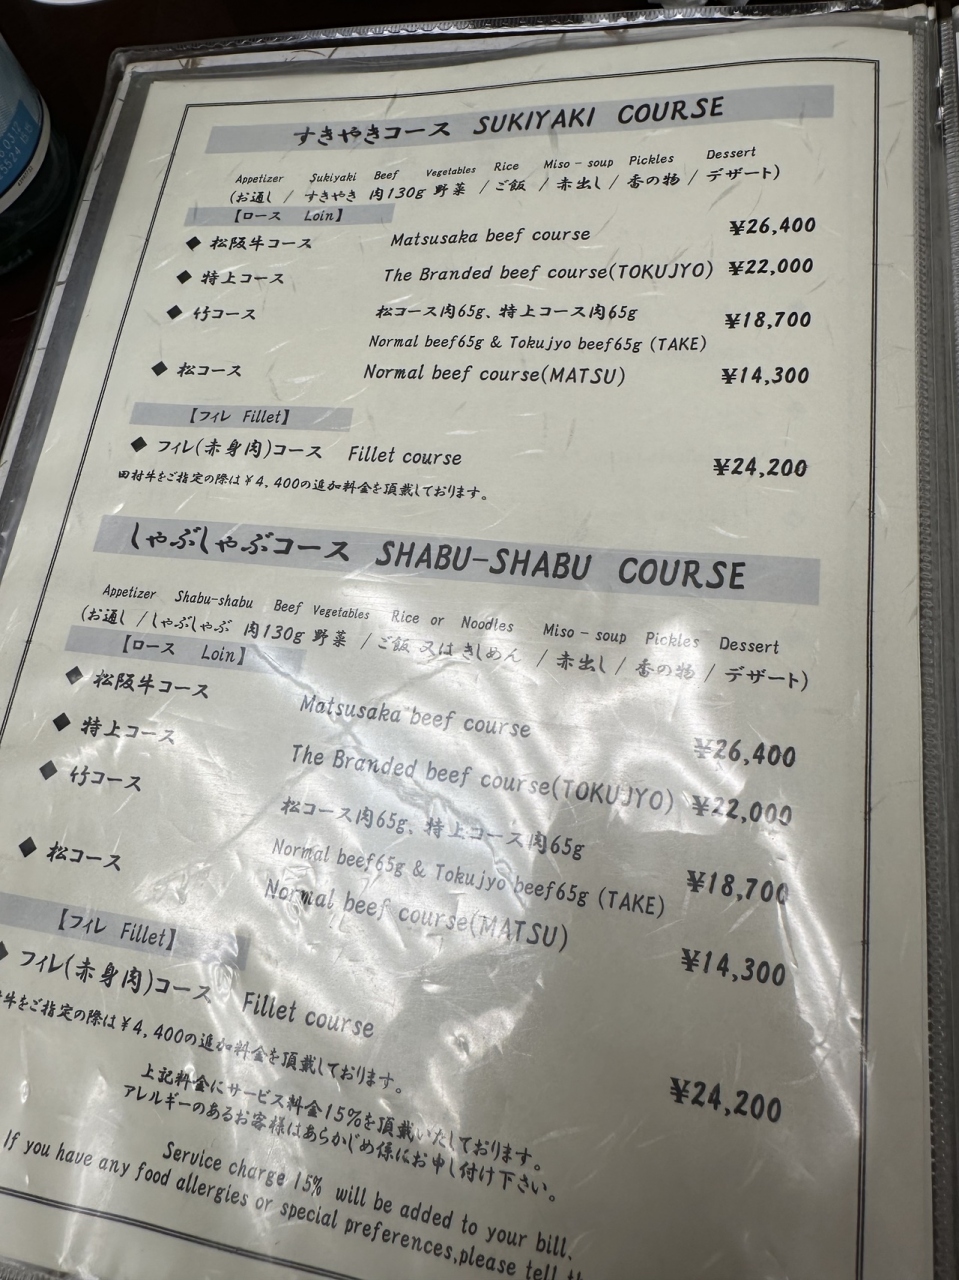 すきやきコース SUKIYAKI COURSE
Appetizer Sukiyaki Beef Vegetables Rice Miso - soup Pickles Dessert
(お通し / すきやき 肉130g 野菜 / ご飯 / 赤出し / 香の物 / デザート)
【ロース Loin】
◆ 松阪牛コース Matsusaka beef course ¥26,400
◆ 特上コース The Branded beef course(TOKUJYO) ¥22,000
◆ 竹コース 松コース肉65g、特上コース肉65g ¥18,700
Normal beef65g & Tokujyo beef65g (TAKE)
◆ 松コース Normal beef course(MATSU) ¥14,300
【フィレ Fillet】
◆ フィレ(赤身肉)コース Fillet course ¥24,200
田村牛をご指定の際は¥4,400の追加料金を頂戴しております。
しゃぶしゃぶコース SHABU-SHABU COURSE
Appetizer Shabu-shabu Beef Vegetables Rice or Noodles Miso - soup Pickles Dessert
(お通し / しゃぶしゃぶ 肉130g 野菜 / ご飯 又は きしめん / 赤出し / 香の物 / デザート)
【ロース Loin】
◆ 松阪牛コース Matsusaka beef course ¥26,400
◆ 特上コース The Branded beef course(TOKUJYO) ¥22,000
◆ 竹コース 松コース肉65g、特上コース肉65g
Normal beef65g & Tokujyo beef65g (TAKE) ¥18,700
◆ 松コース Normal beef course(MATSU) ¥14,300
【フィレ Fillet】
◆ フィレ(赤身肉)コース Fillet course ¥24,200
牛をご指定の際は¥4,400の追加料金を頂戴しております。
上記料金にサービス料金15%を頂戴いたしております。
アレルギーのあるお客様はあらかじめ係にお申し付け下さい。
Service charge 15% will be added to your bill.
If you have any food allergies or special preferences,please tell